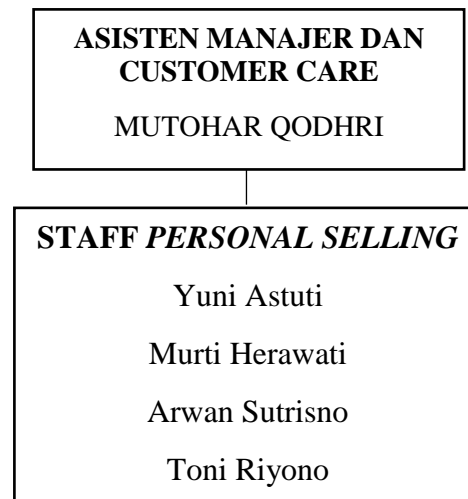 ASISTEN MANAJER DAN
CUSTOMER CARE
MUTOHAR QODHRI
STAFF PERSONAL SELLING
Yuni Astuti
Murti Herawati
Arwan Sutrisno
Toni Riyono